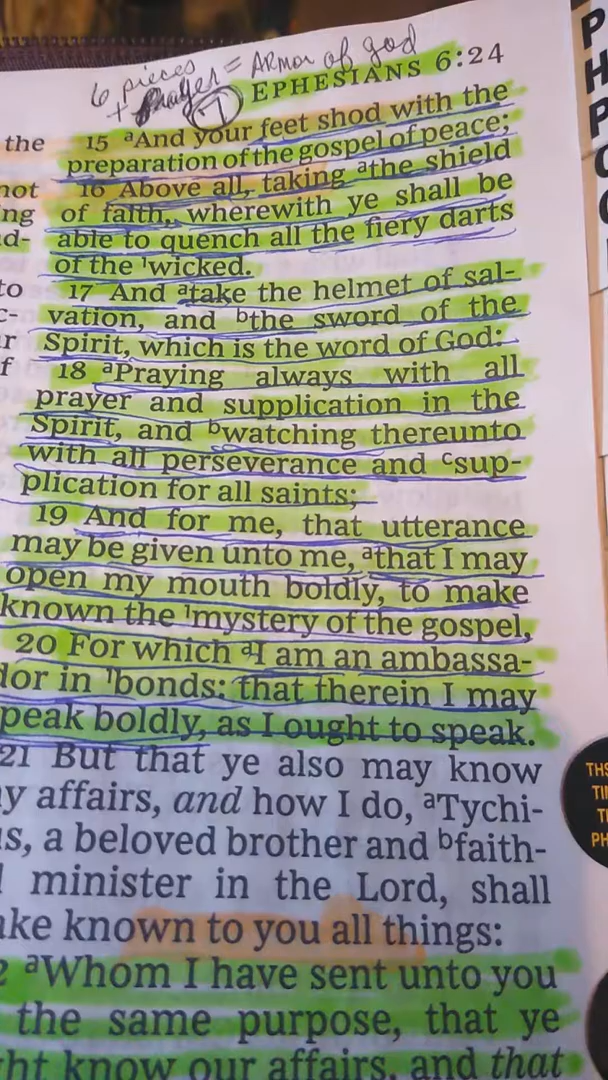 6 pieces
+ Prayer = ARMOR of god
7
EPHESIANS 6:24
the
15 aAnd your feet shod with the
preparation of the gospel of peace;
not
16 Above all, taking athe shield
ng
of faith, wherewith ye shall be
d-
able to quench all the fiery darts
of the 1wicked.
to
17 And atake the helmet of sal-
c-
vation, and bthe sword of the
r
Spirit, which is the word of God:
f
18 aPraying always with all
prayer and supplication in the
Spirit, and bwatching thereunto
with all perseverance and csup-
plication for all saints;
19 And for me, that utterance
may be given unto me, athat I may
open my mouth boldly, to make
known the 1mystery of the gospel,
20 For which aI am an ambassa-
dor in 1bonds: that therein I may
peak boldly, as I ought to speak.
21 But that ye also may know
y affairs, and how I do, aTychi-
s, a beloved brother and bfaith-
l minister in the Lord, shall
ake known to you all things:
2 aWhom I have sent unto you
the same purpose, that ye
ght know our affairs, and that
P
H
P
C
THS
TI
T
PH